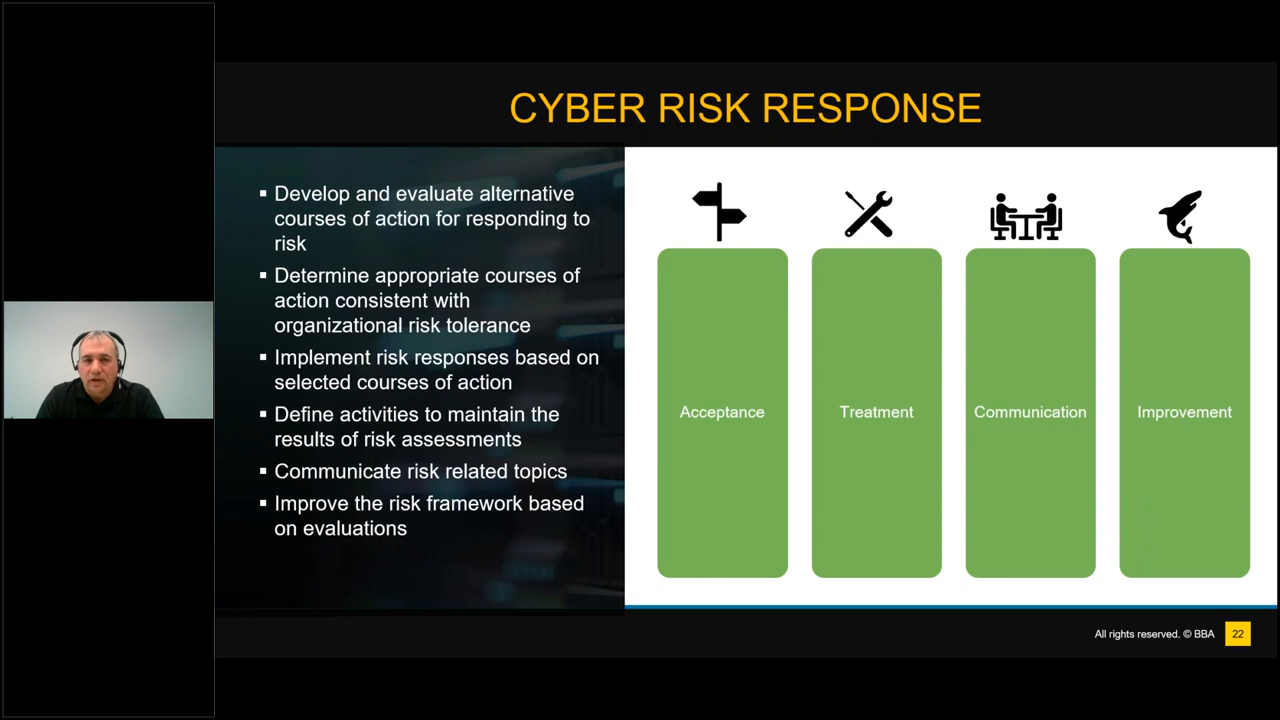 CYBER RISK RESPONSE
▪ Develop and evaluate alternative
courses of action for responding to
risk
▪ Determine appropriate courses of
action consistent with
organizational risk tolerance
▪ Implement risk responses based on
selected courses of action
▪ Define activities to maintain the
results of risk assessments
▪ Communicate risk related topics
▪ Improve the risk framework based
on evaluations
Acceptance
Treatment
Communication
Improvement
All rights reserved. © BBA
22